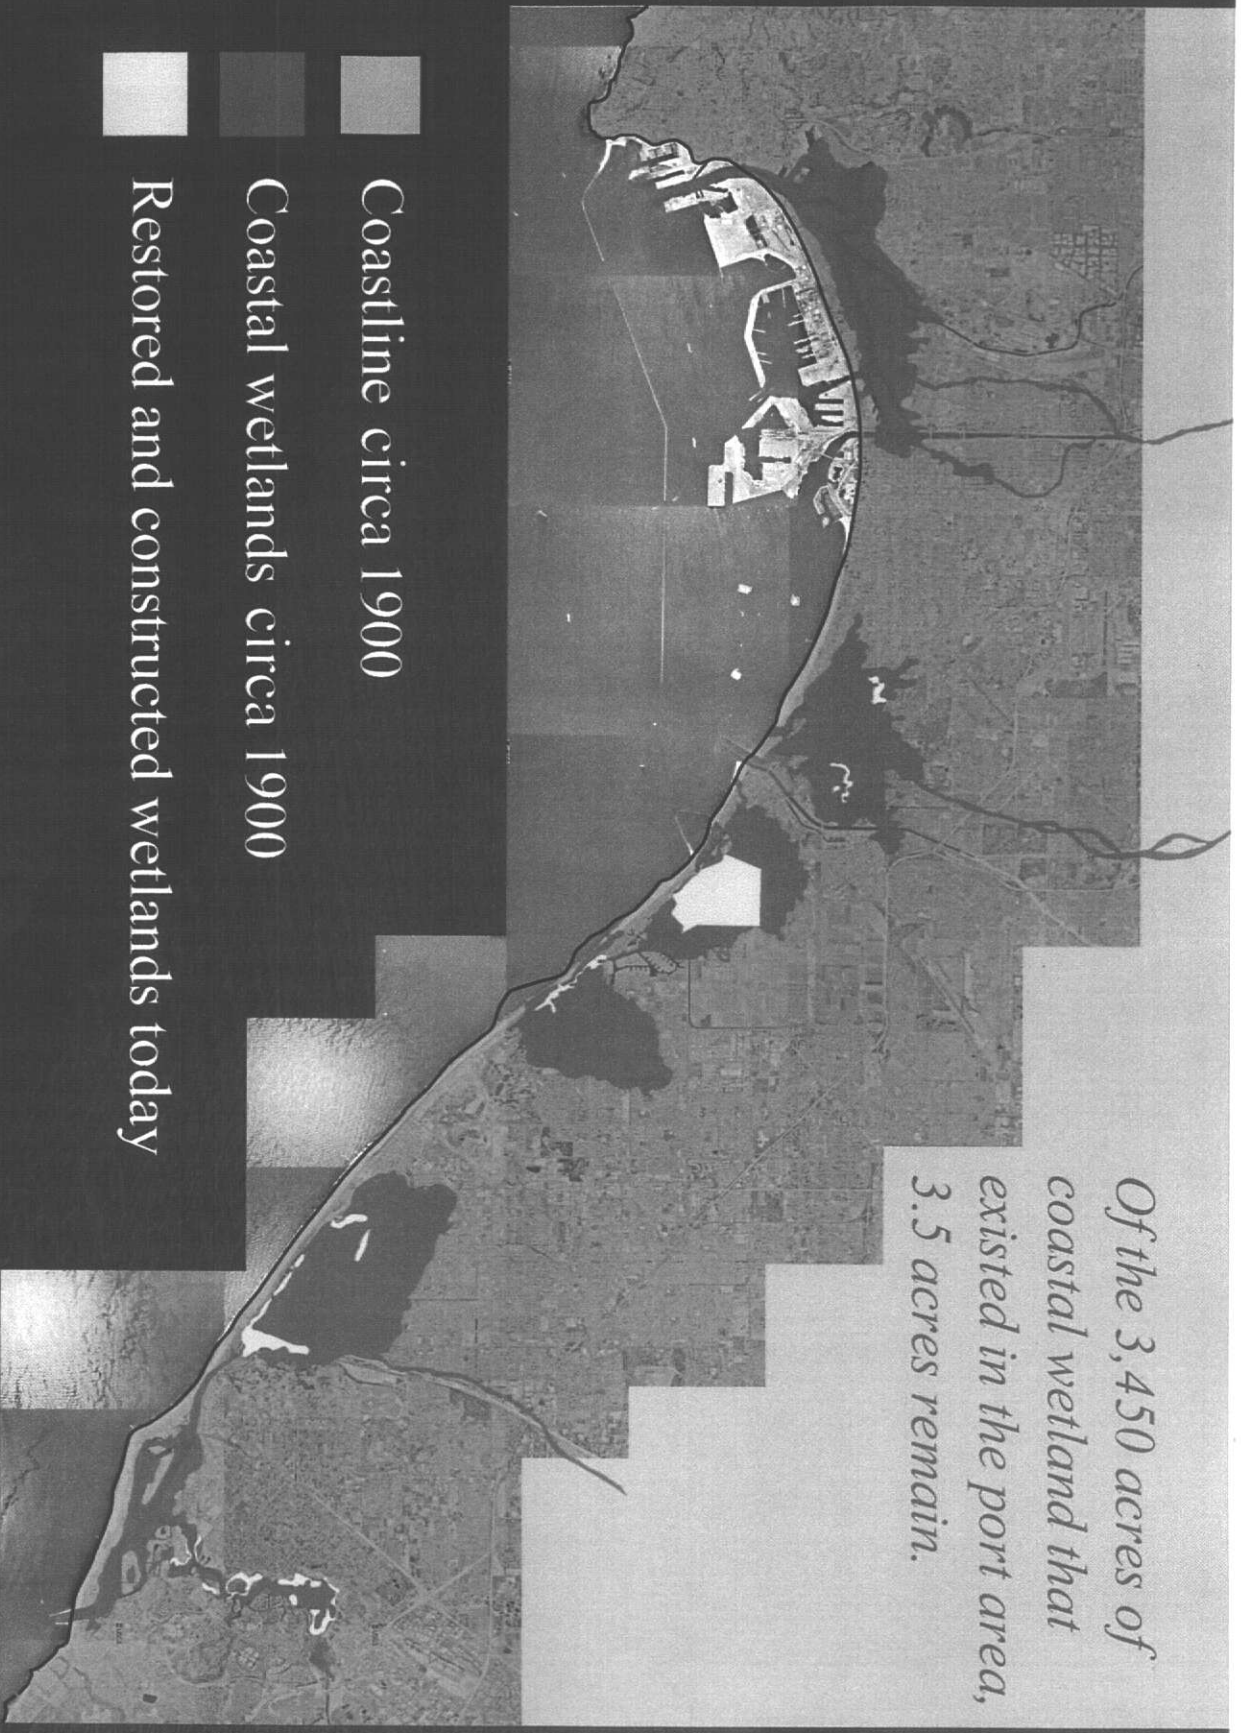 Of the 3,450 acres of
coastal wetland that
existed in the port area,
3.5 acres remain.
Coastline circa 1900
Coastal wetlands circa 1900
Restored and constructed wetlands today